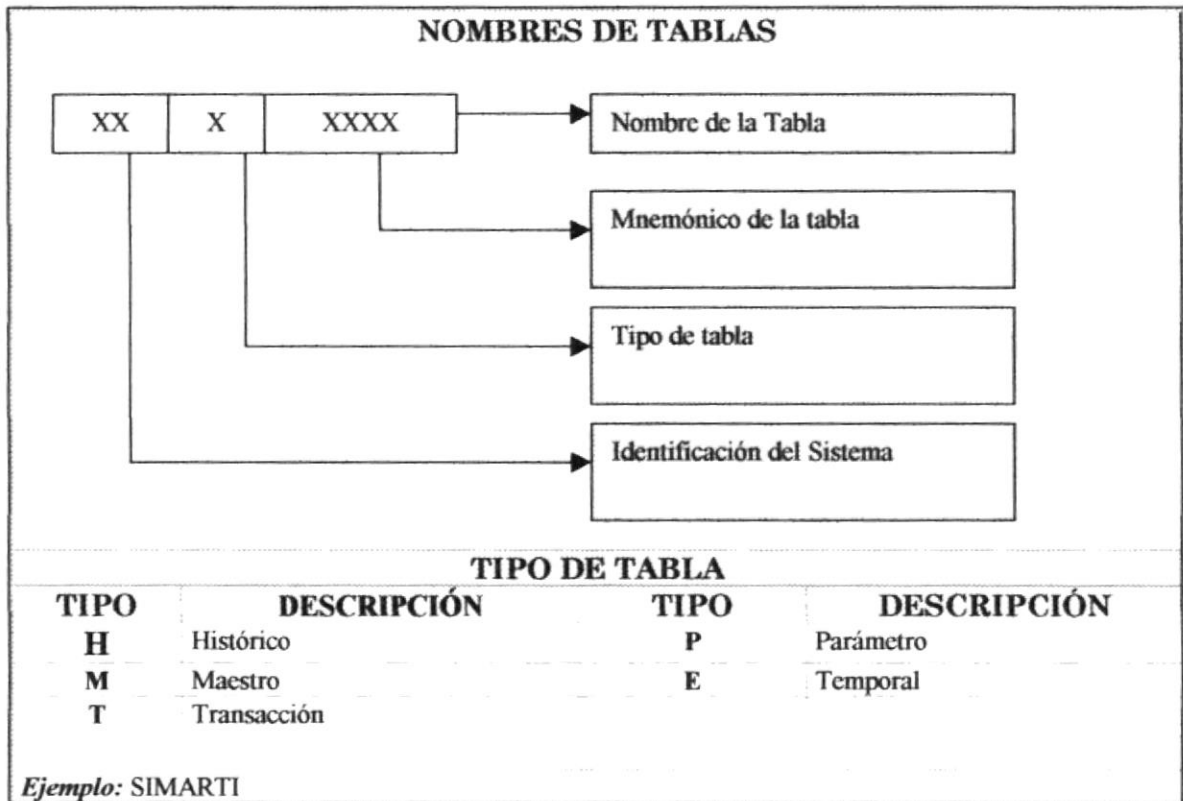 NOMBRES DE TABLAS
XX X XXXX
Nombre de la Tabla
Mnemónico de la tabla
Tipo de tabla
Identificación del Sistema
TIPO DE TABLA
TIPO DESCRIPCIÓN TIPO DESCRIPCIÓN
H Histórico P Parámetro
M Maestro E Temporal
T Transacción
Ejemplo: SIMARTI